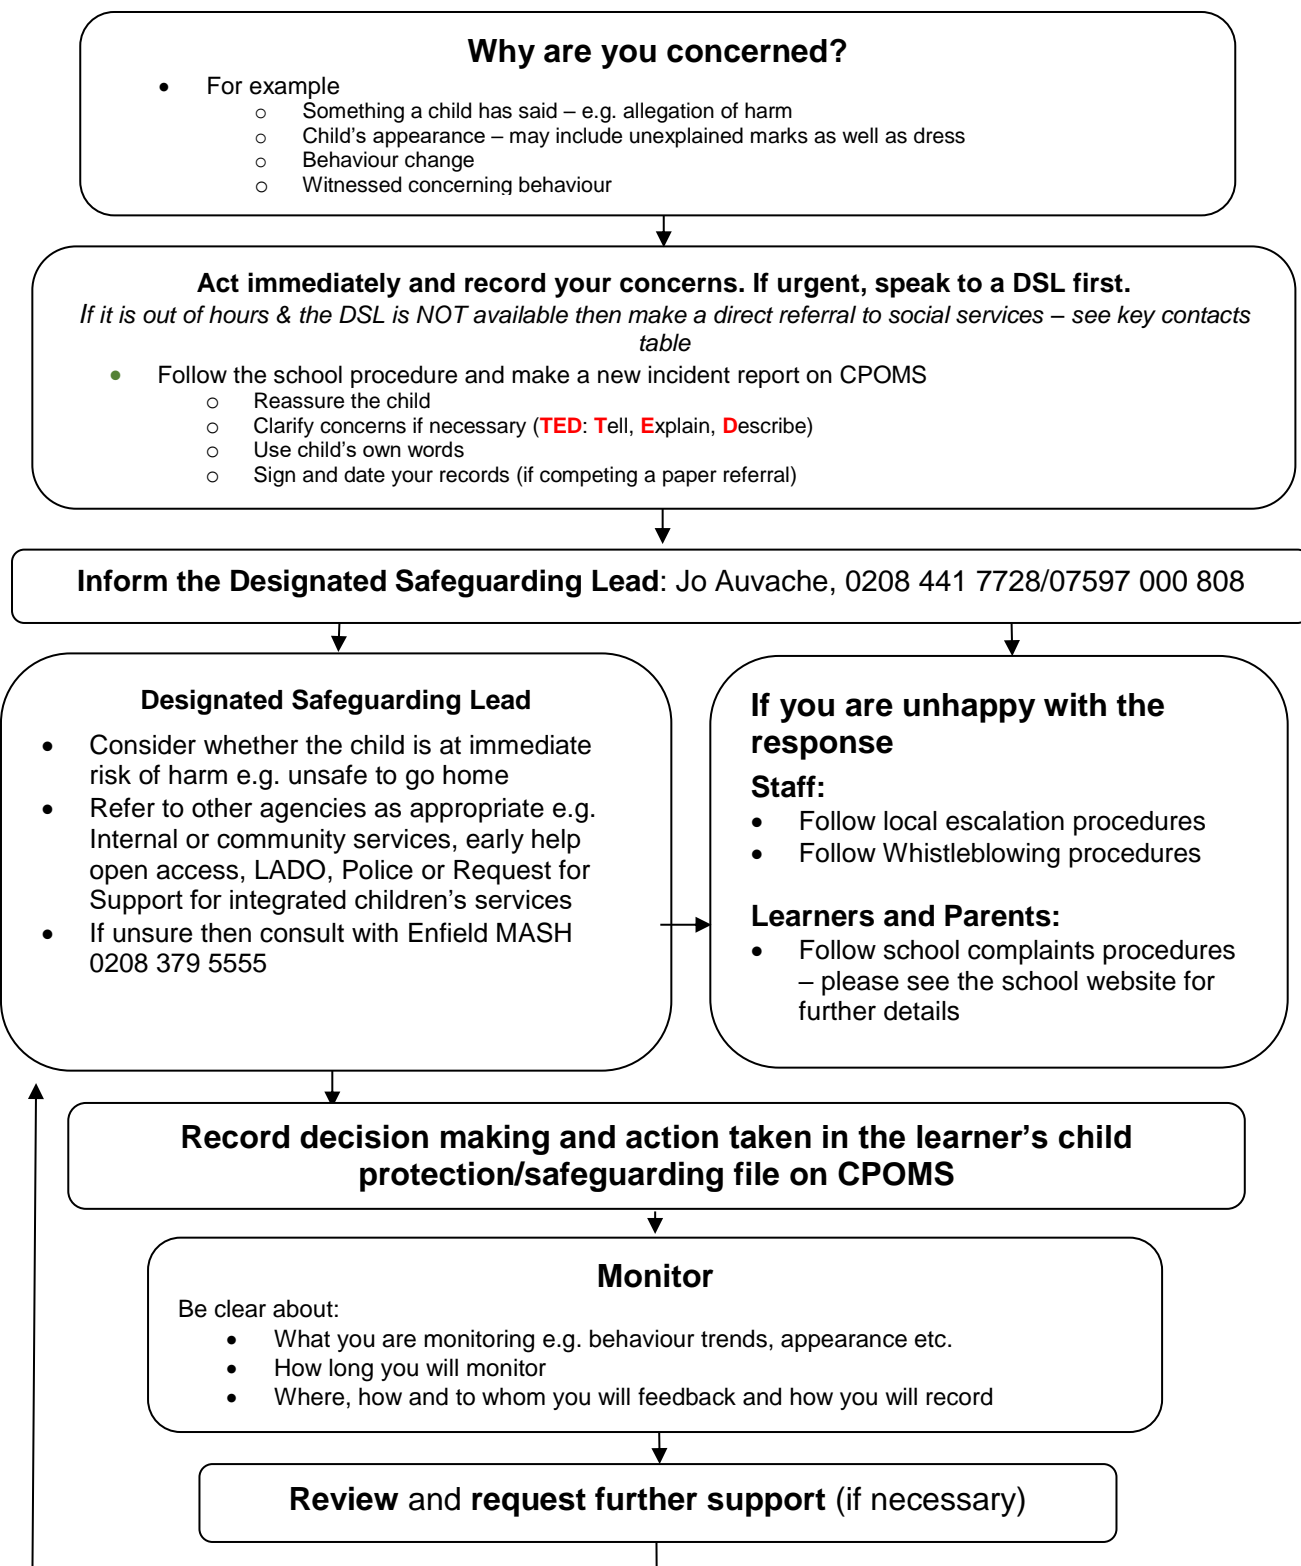 Why are you concerned?
• For example
o Something a child has said – e.g. allegation of harm
o Child's appearance – may include unexplained marks as well as dress
o Behaviour change
o Witnessed concerning behaviour
Act immediately and record your concerns. If urgent, speak to a DSL first.
If it is out of hours & the DSL is NOT available then make a direct referral to social services – see key contacts
table
• Follow the school procedure and make a new incident report on CPOMS
o Reassure the child
o Clarify concerns if necessary (TED: Tell, Explain, Describe)
o Use child's own words
o Sign and date your records (if competing a paper referral)
Inform the Designated Safeguarding Lead: Jo Auvache, 0208 441 7728/07597 000 808
Designated Safeguarding Lead
• Consider whether the child is at immediate
risk of harm e.g. unsafe to go home
• Refer to other agencies as appropriate e.g.
Internal or community services, early help
open access, LADO, Police or Request for
Support for integrated children's services
• If unsure then consult with Enfield MASH
0208 379 5555
If you are unhappy with the
response
Staff:
• Follow local escalation procedures
• Follow Whistleblowing procedures
Learners and Parents:
• Follow school complaints procedures
– please see the school website for
further details
Record decision making and action taken in the learner's child
protection/safeguarding file on CPOMS
Monitor
Be clear about:
• What you are monitoring e.g. behaviour trends, appearance etc.
• How long you will monitor
• Where, how and to whom you will feedback and how you will record
Review and request further support (if necessary)